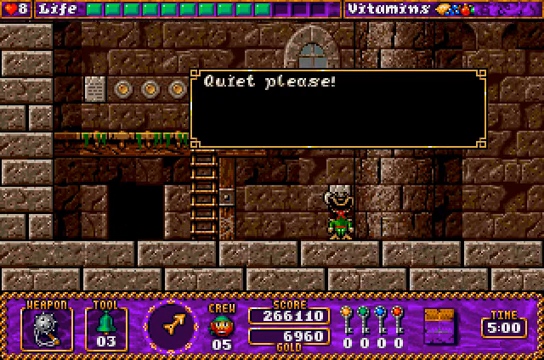 8 Life Vitamins
Quiet please!
WEAPON TOOL CREW SCORE
266110
TIME
03 05 6960 0 0 0 0 5:00
GOLD